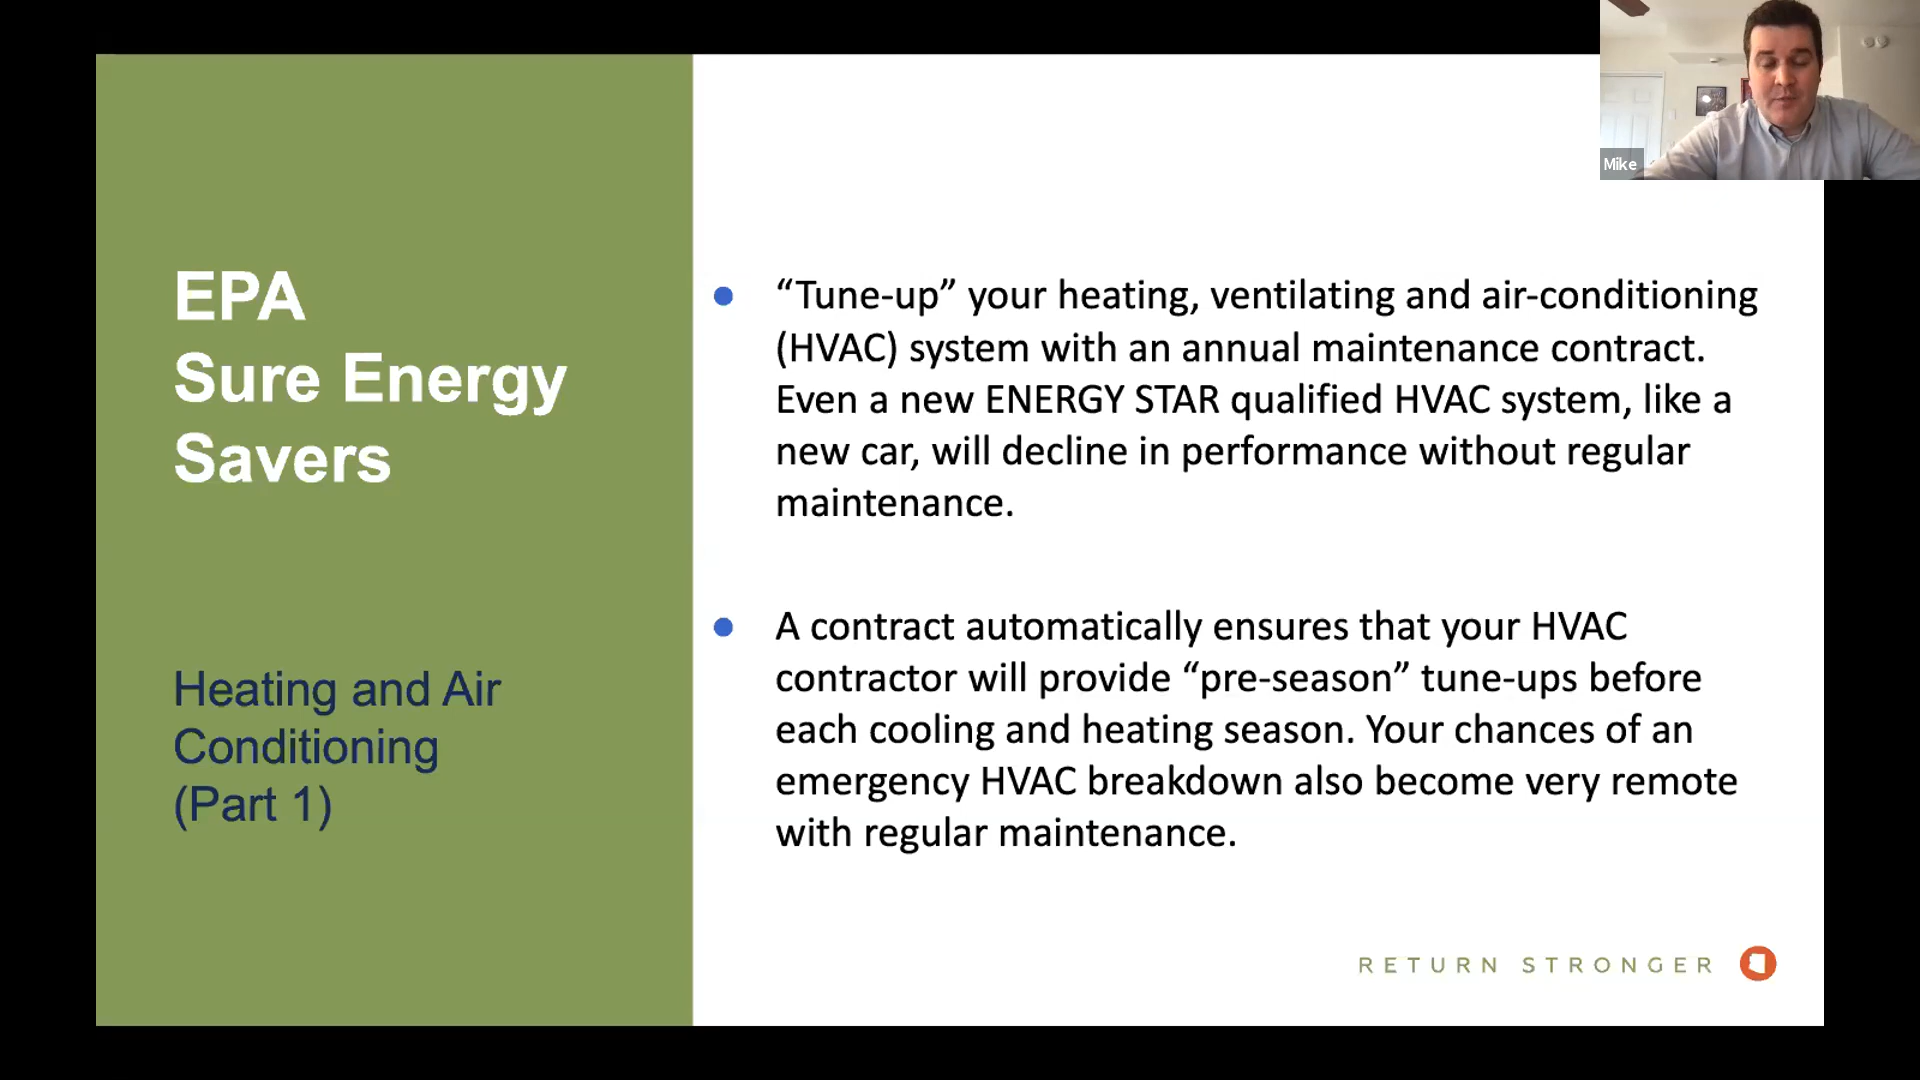 Mike
EPA
Sure Energy
Savers
Heating and Air
Conditioning
(Part 1)
“Tune-up” your heating, ventilating and air-conditioning
(HVAC) system with an annual maintenance contract.
Even a new ENERGY STAR qualified HVAC system, like a
new car, will decline in performance without regular
maintenance.
A contract automatically ensures that your HVAC
contractor will provide “pre-season” tune-ups before
each cooling and heating season. Your chances of an
emergency HVAC breakdown also become very remote
with regular maintenance.
RETURN STRONGER